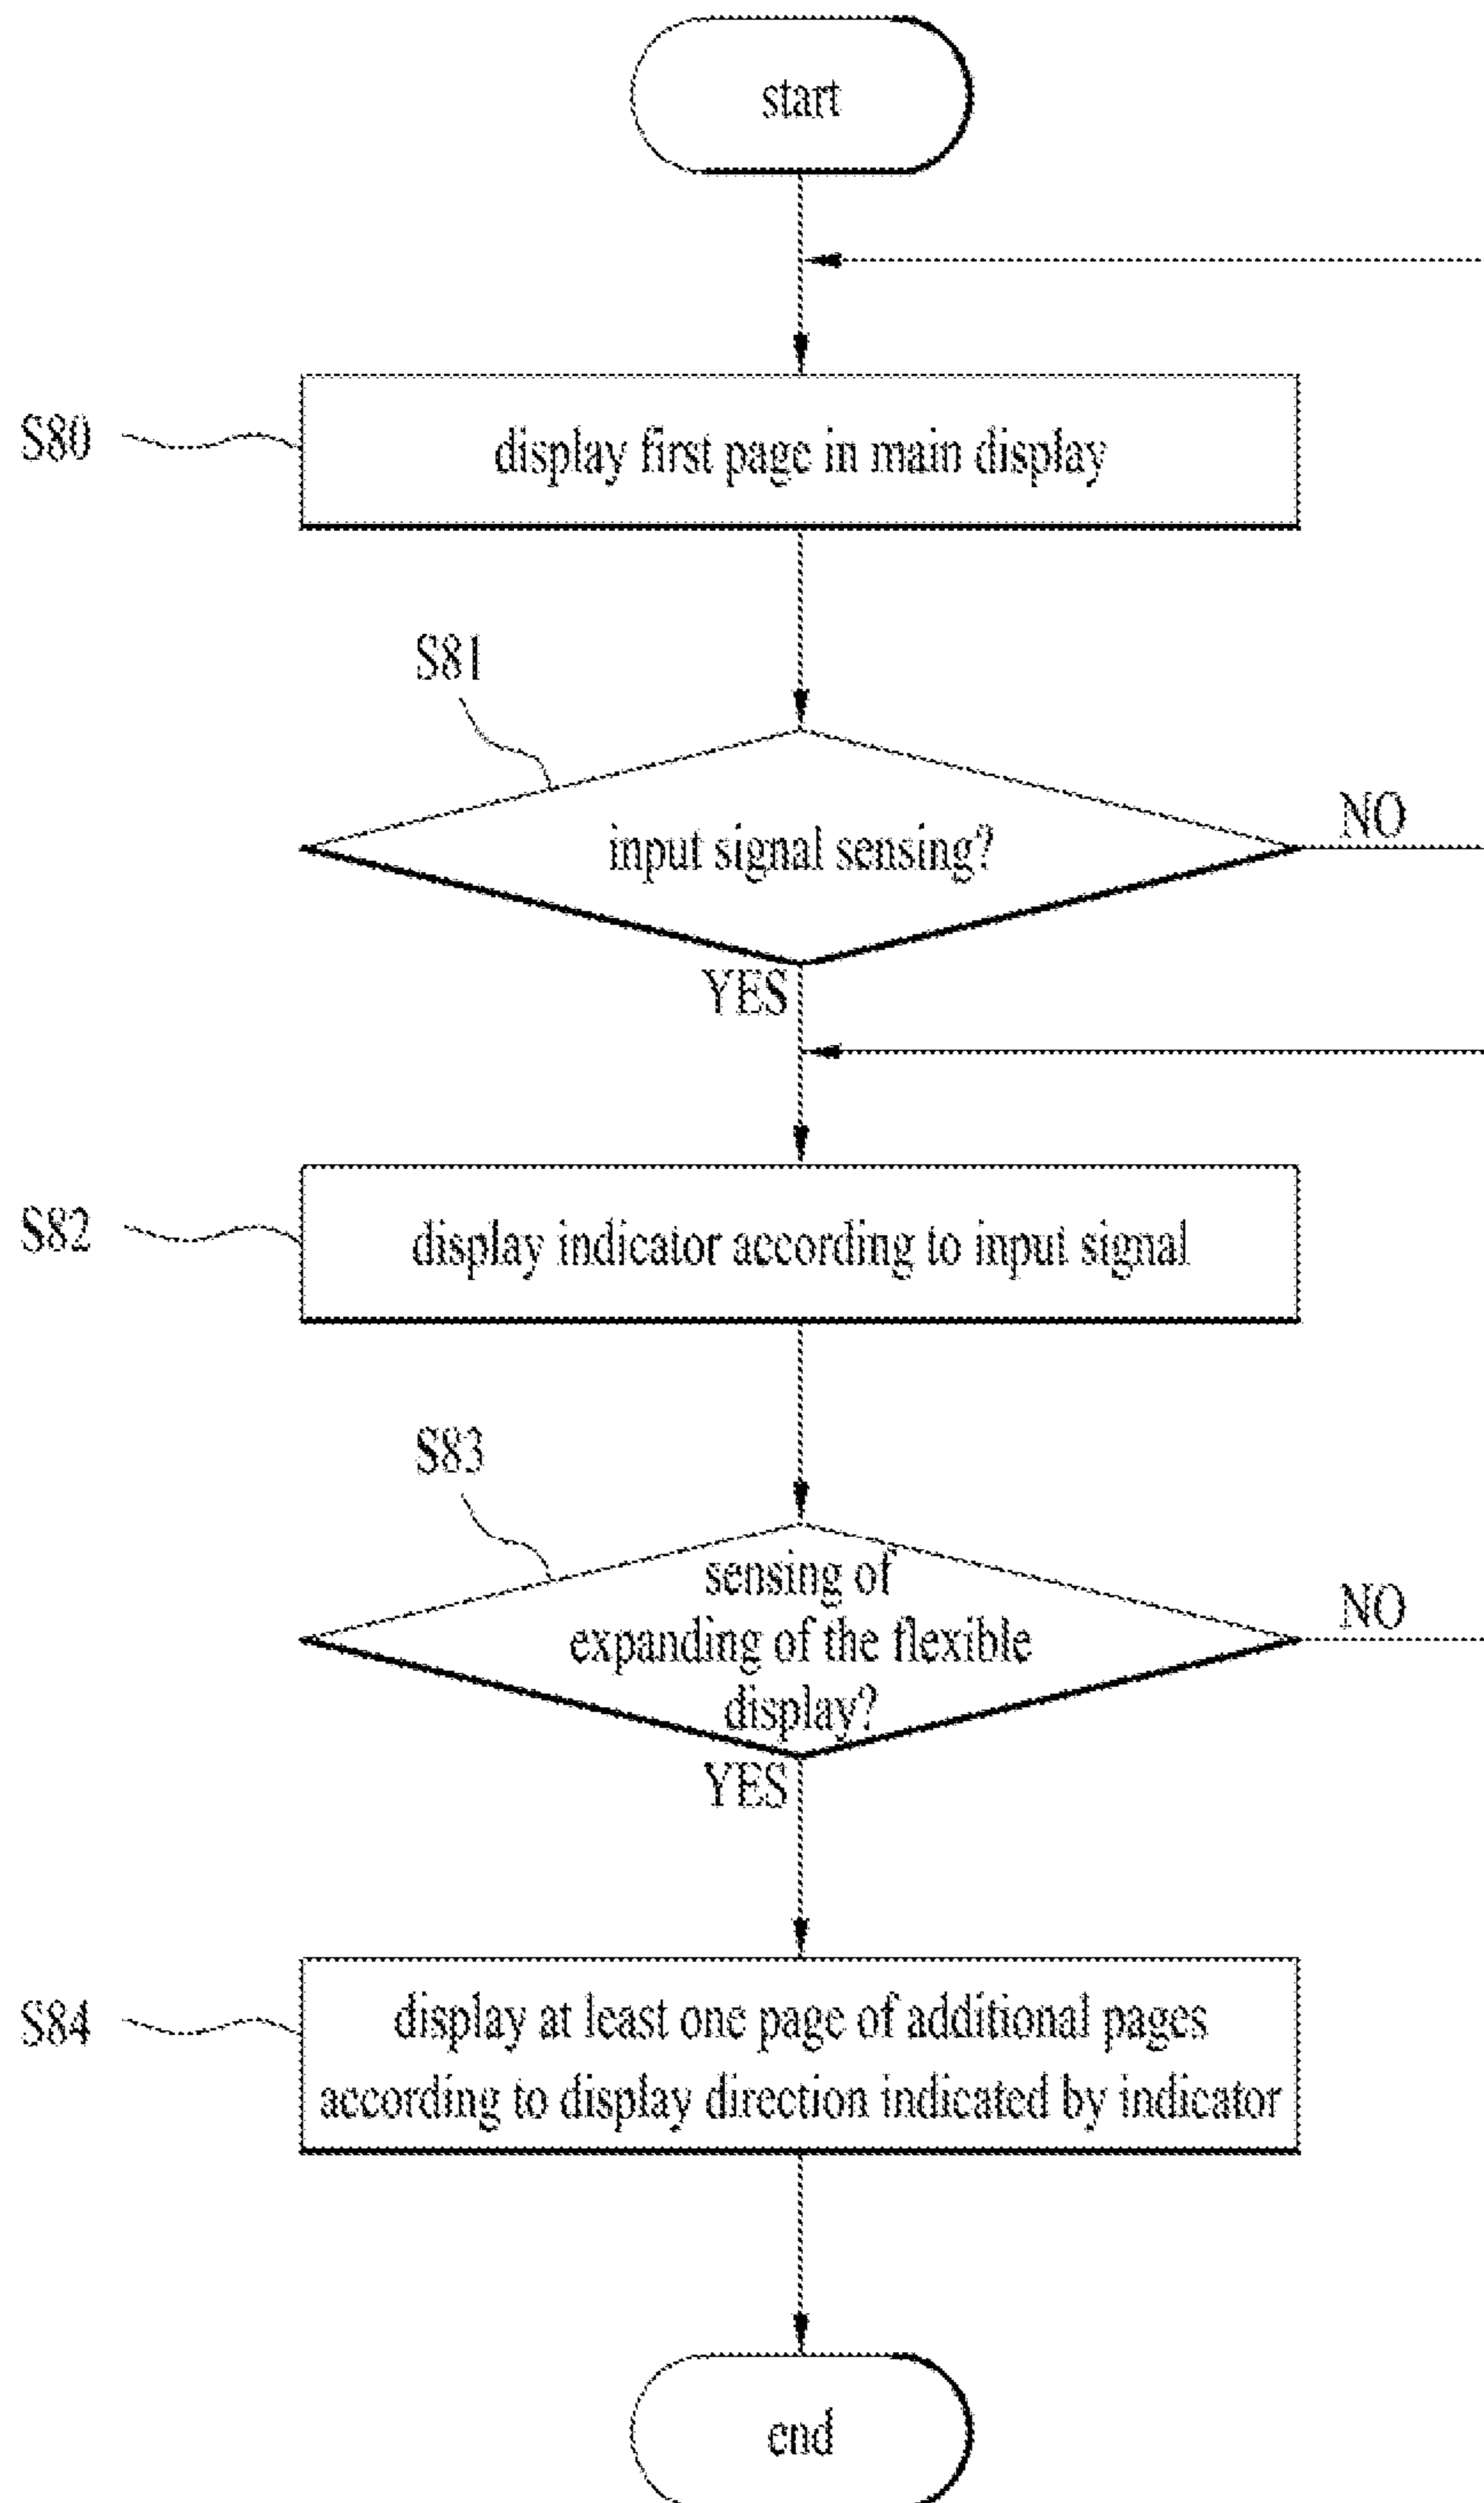 start
S80
display first page in main display
S81
input signal sensing?
NO
YES
S82
display indicator according to input signal
S83
sensing of
expanding of the flexible
display?
NO
YES
S84
display at least one page of additional pages
according to display direction indicated by indicator
end